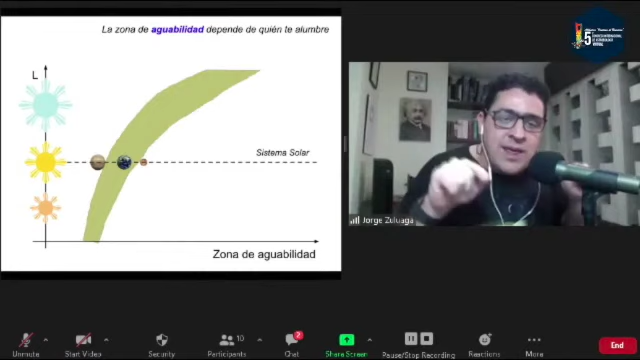 La zona de aguabilidad depende de quién te alumbre
L
Sistema Solar
Zona de aguabilidad
5
Jorge Zuluaga
Unmute
Start Video
Security
10
Participants
2
Chat
Share Screen
Pause/Stop Recording
Reactions
More
End